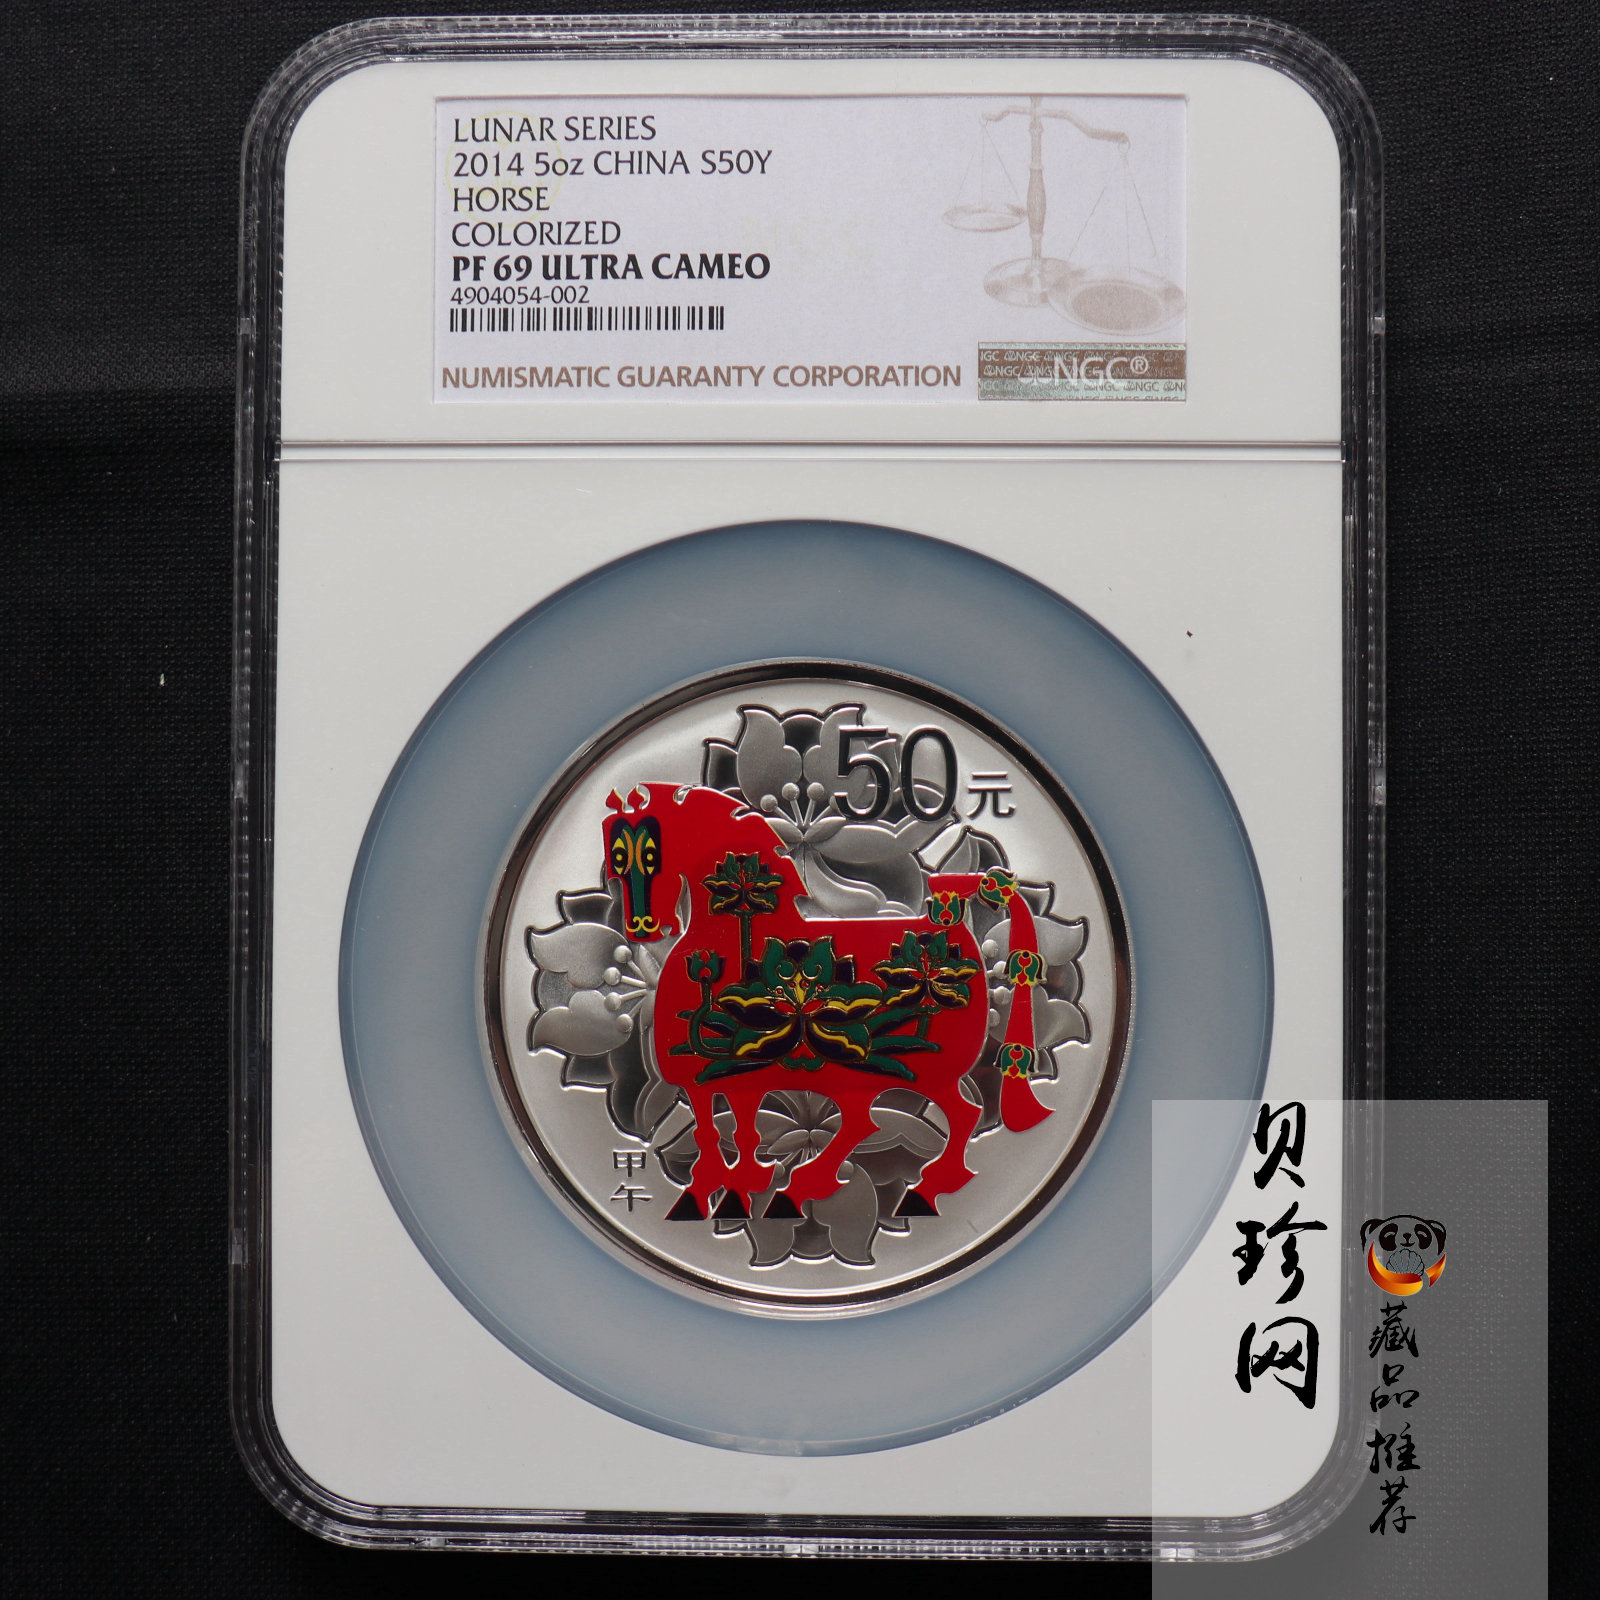 LUNAR SERIES
2014 5oz CHINA S50Y
HORSE
COLORIZED
PF 69 ULTRA CAMEO
4904054-002
NUMISMATIC GUARANTY CORPORATION
NGC®
50元
甲午
贝珍网
藏品推荐